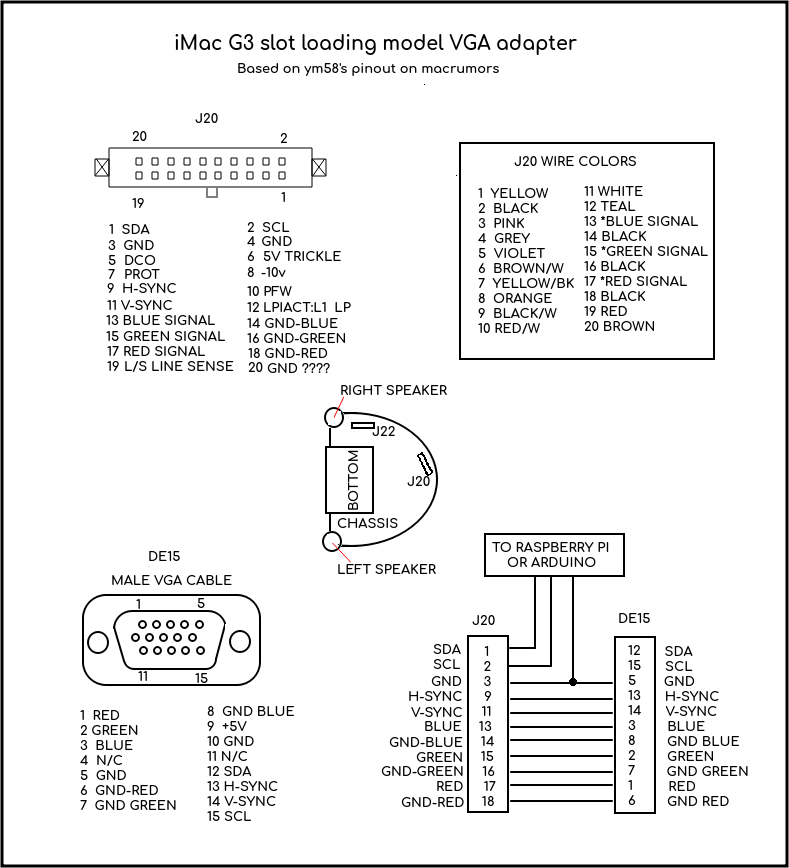 iMac G3 slot loading model VGA adapter
Based on ym58's pinout on macrumors
J20
20 2
19 1
1 SDA
3 GND
5 DCO
7 PROT
9 H-SYNC
11 V-SYNC
13 BLUE SIGNAL
15 GREEN SIGNAL
17 RED SIGNAL
19 L/S LINE SENSE
2 SCL
4 GND
6 5V TRICKLE
8 -10v
10 PFW
12 LPIACT:L1 LP
14 GND-BLUE
16 GND-GREEN
18 GND-RED
20 GND ????
J20 WIRE COLORS
1 YELLOW
2 BLACK
3 PINK
4 GREY
5 VIOLET
6 BROWN/W
7 YELLOW/BK
8 ORANGE
9 BLACK/W
10 RED/W
11 WHITE
12 TEAL
13 *BLUE SIGNAL
14 BLACK
15 *GREEN SIGNAL
16 BLACK
17 *RED SIGNAL
18 BLACK
19 RED
20 BROWN
RIGHT SPEAKER
J22
BOTTOM
J20
CHASSIS
LEFT SPEAKER
DE15
MALE VGA CABLE
1 5
11 15
1 RED
2 GREEN
3 BLUE
4 N/C
5 GND
6 GND-RED
7 GND GREEN
8 GND BLUE
9 +5V
10 GND
11 N/C
12 SDA
13 H-SYNC
14 V-SYNC
15 SCL
TO RASPBERRY PI
OR ARDUINO
J20 DE15
SDA 1 12 SDA
SCL 2 15 SCL
GND 3 5 GND
H-SYNC 9 13 H-SYNC
V-SYNC 11 14 V-SYNC
BLUE 13 3 BLUE
GND-BLUE 14 8 GND BLUE
GREEN 15 2 GREEN
GND-GREEN 16 7 GND GREEN
RED 17 1 RED
GND-RED 18 6 GND RED